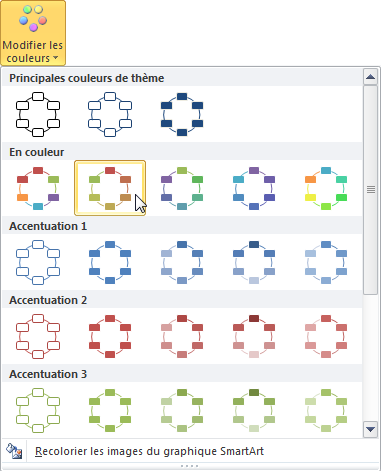 Modifier les
couleurs
Principales couleurs de thème
En couleur
Accentuation 1
Accentuation 2
Accentuation 3
Recolorier les images du graphique SmartArt